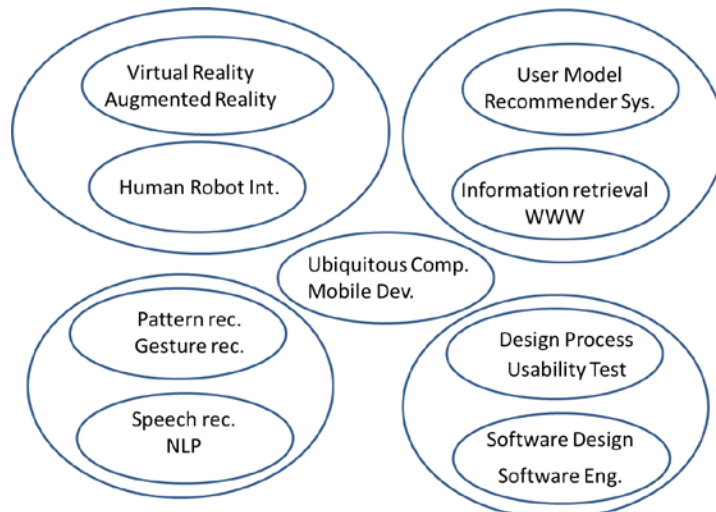 Virtual Reality
Augmented Reality
Human Robot Int.
User Model
Recommender Sys.
Information retrieval
WWW
Ubiquitous Comp.
Mobile Dev.
Pattern rec.
Gesture rec.
Speech rec.
NLP
Design Process
Usability Test
Software Design
Software Eng.